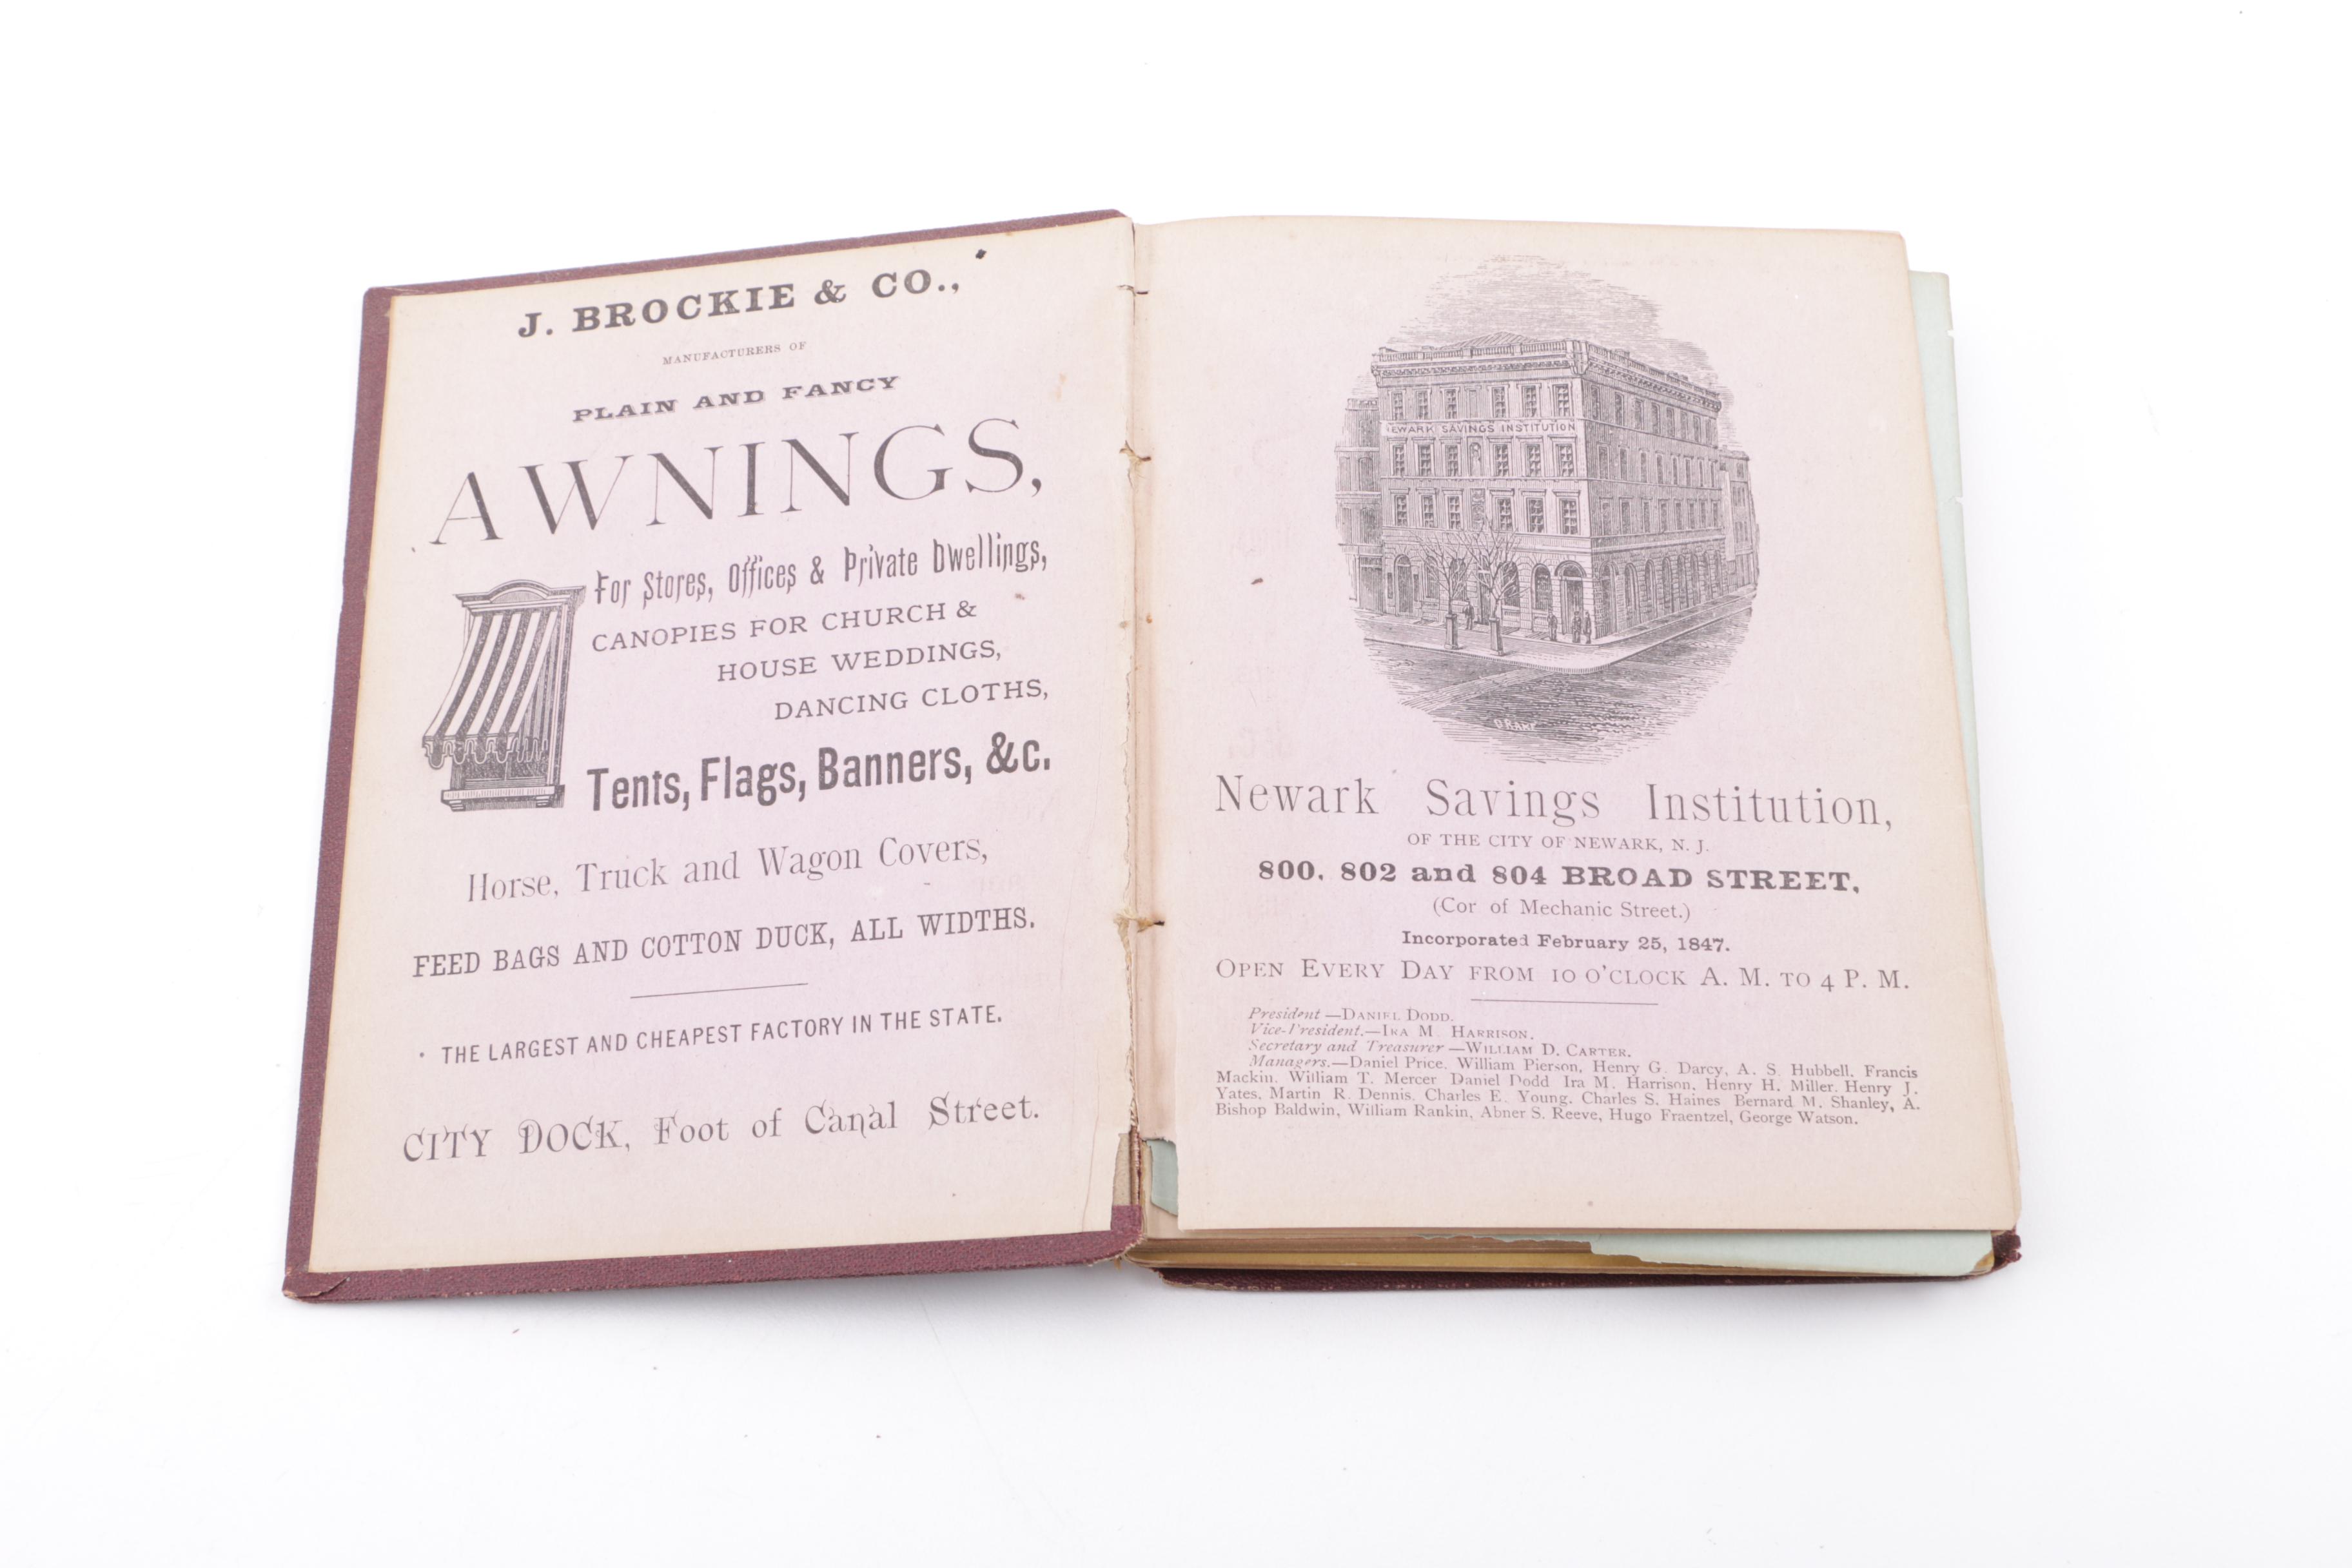 J. BROCKIE & CO.,
MANUFACTURERS OF
PLAIN AND FANCY
AWNINGS,
For Stores, Offices & Private Dwellings,
CANOPIES FOR CHURCH &
HOUSE WEDDINGS,
DANCING CLOTHS,
Tents, Flags, Banners, &c.
Horse, Truck and Wagon Covers,
FEED BAGS AND COTTON DUCK, ALL WIDTHS.
THE LARGEST AND CHEAPEST FACTORY IN THE STATE.
CITY DOCK, Foot of Canal Street.
NEWARK SAVINGS INSTITUTION
DRAKE
Newark Savings Institution,
OF THE CITY OF NEWARK, N. J.
800, 802 and 804 BROAD STREET,
(Cor of Mechanic Street.)
Incorporated February 25, 1847.
OPEN EVERY DAY FROM 10 O'CLOCK A. M. TO 4 P. M.
President—DANIEL DODD.
Vice-President.—IRA M. HARRISON.
Secretary and Treasurer—WILLIAM D. CARTER.
Managers.—Daniel Price, William Pierson, Henry G. Darcy, A. S. Hubbell, Francis
Mackin, William T. Mercer Daniel Dodd Ira M. Harrison, Henry H. Miller, Henry J.
Yates, Martin R. Dennis, Charles E. Young, Charles S. Haines Bernard M. Shanley, A.
Bishop Baldwin, William Rankin, Abner S. Reeve, Hugo Fraentzel, George Watson.